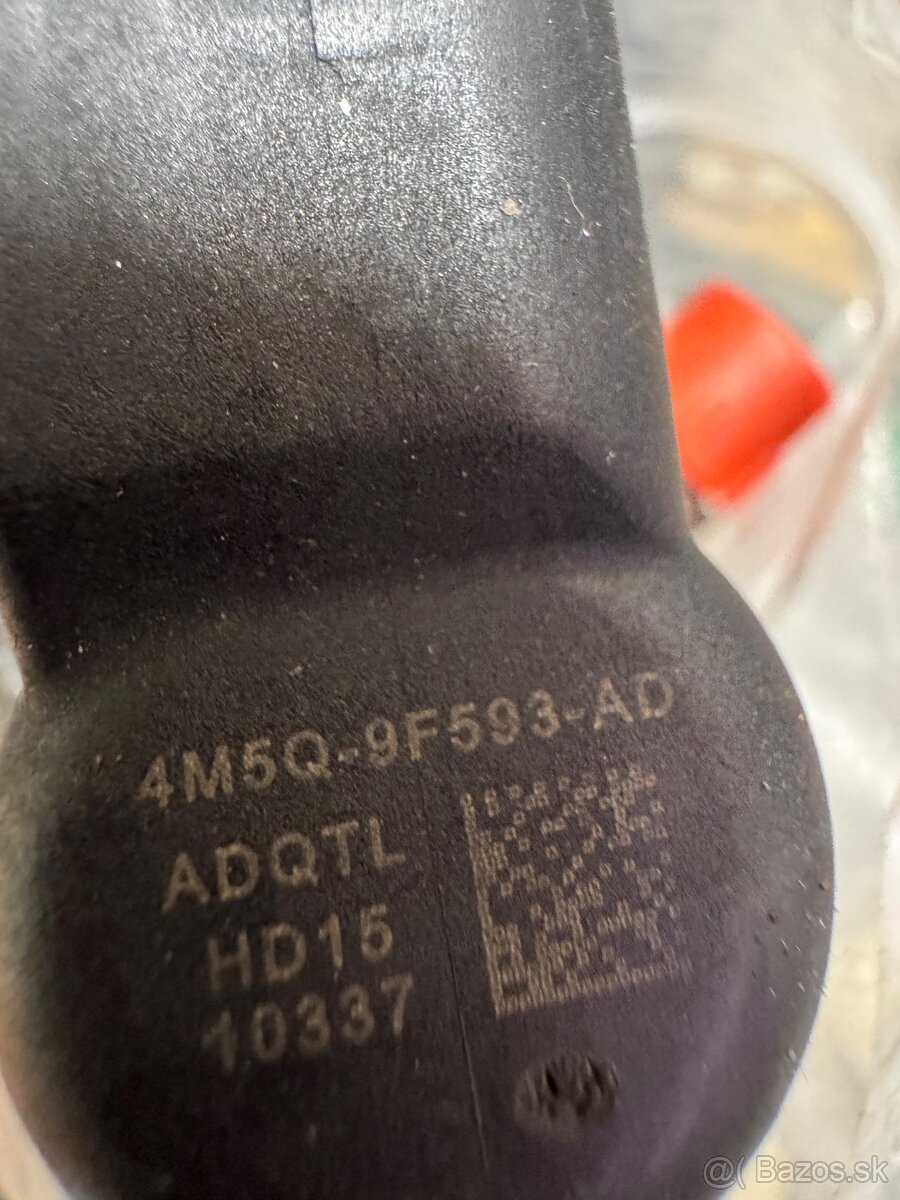 4M5Q-9F593-AD
ADQTL
HD15
10337
@( Bazos.sk